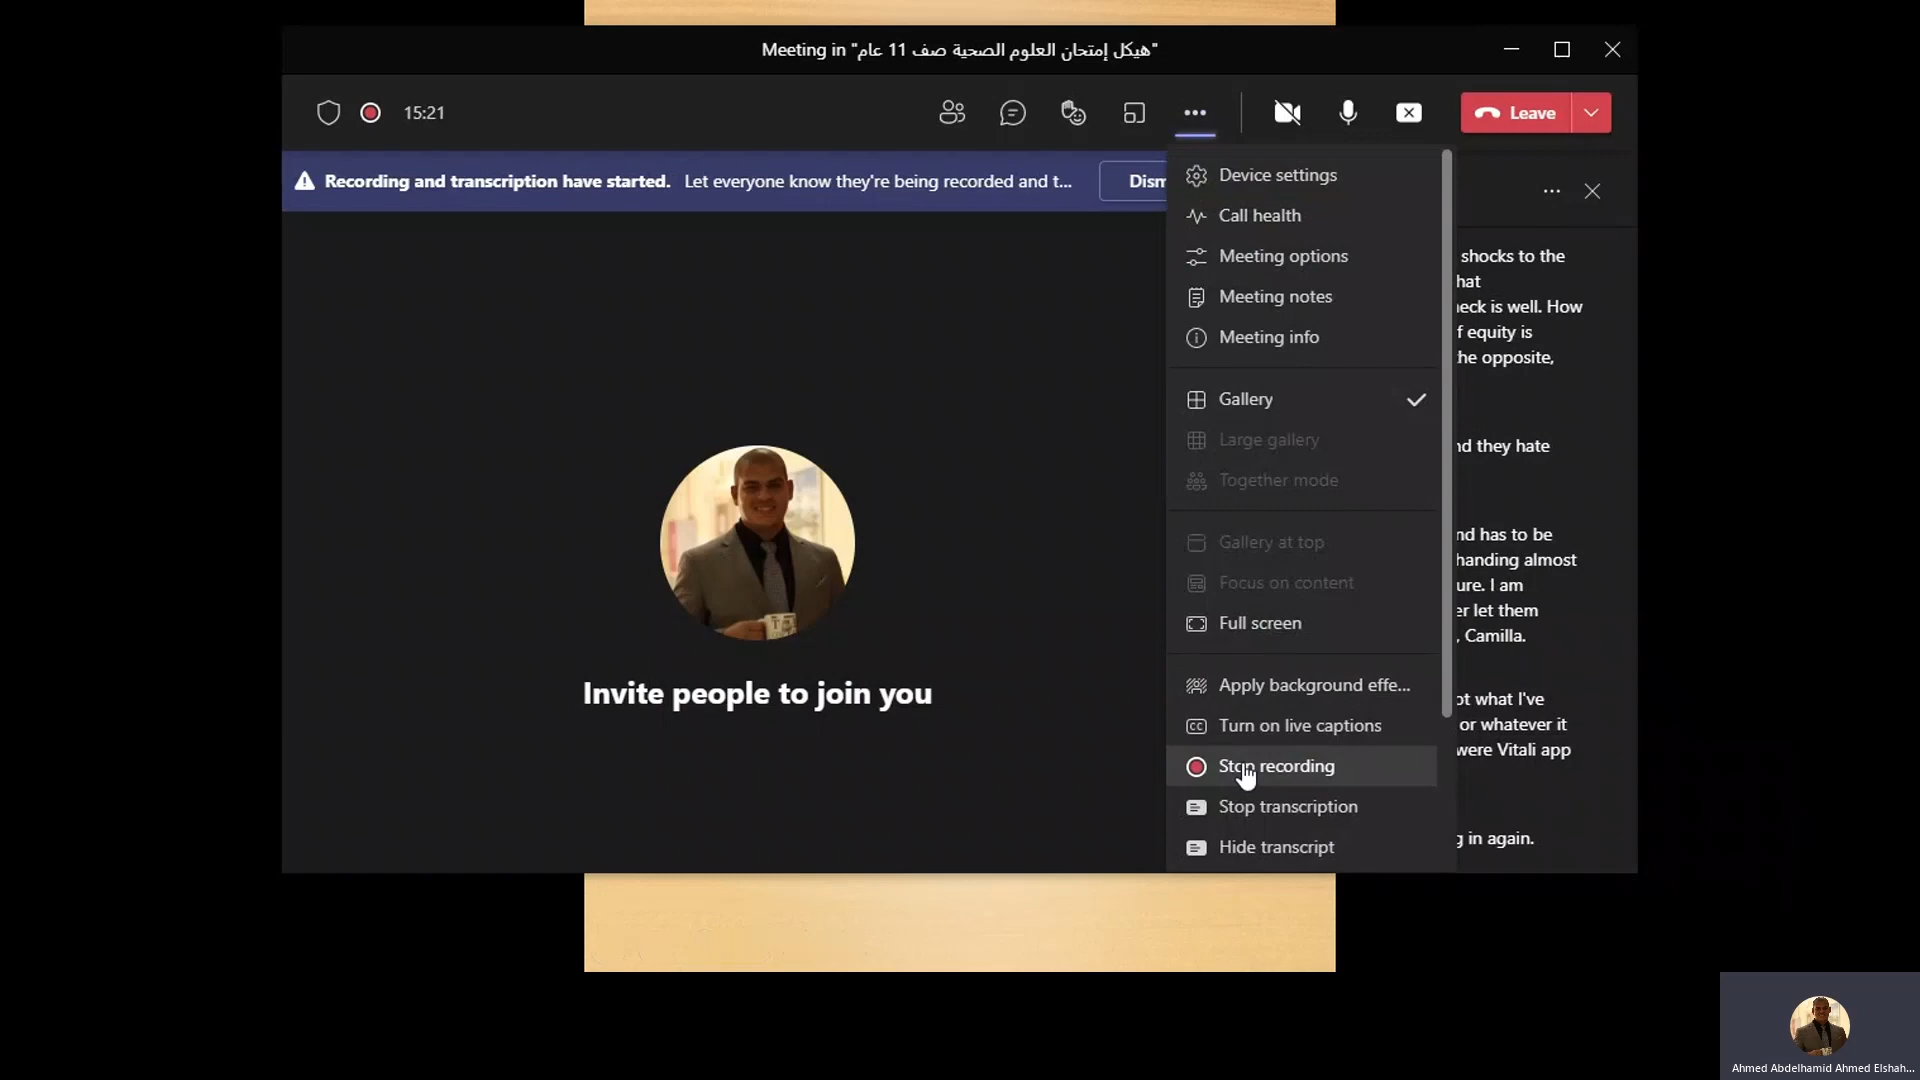 Meeting in "هيكل إمتحان العلوم الصحية صف 11 عام"
15:21
Leave
Recording and transcription have started. Let everyone know they're being recorded and t...
Dism
Device settings
Call health
Meeting options
Meeting notes
Meeting info
Gallery
Large gallery
Together mode
Gallery at top
Focus on content
Full screen
Apply background effe...
CC Turn on live captions
Stop recording
Stop transcription
Hide transcript
shocks to the
hat
neck is well. How
f equity is
he opposite,
nd they hate
nd has to be
handing almost
ure. I am
er let them
, Camilla.
ot what I've
or whatever it
were Vitali app
g in again.
Invite people to join you
Ahmed Abdelhamid Ahmed Elshah...